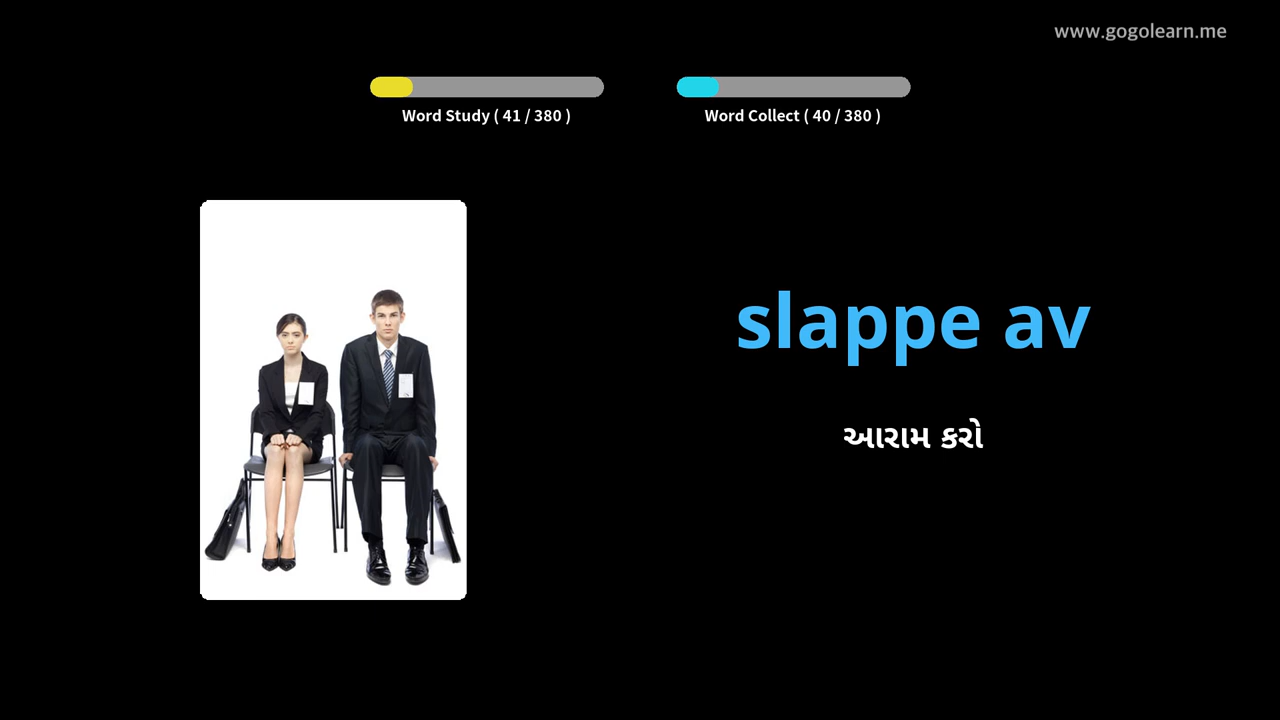 www.gogolearn.me
Word Study ( 41 / 380 )
Word Collect ( 40 / 380 )
slappe av
આરામ કરો